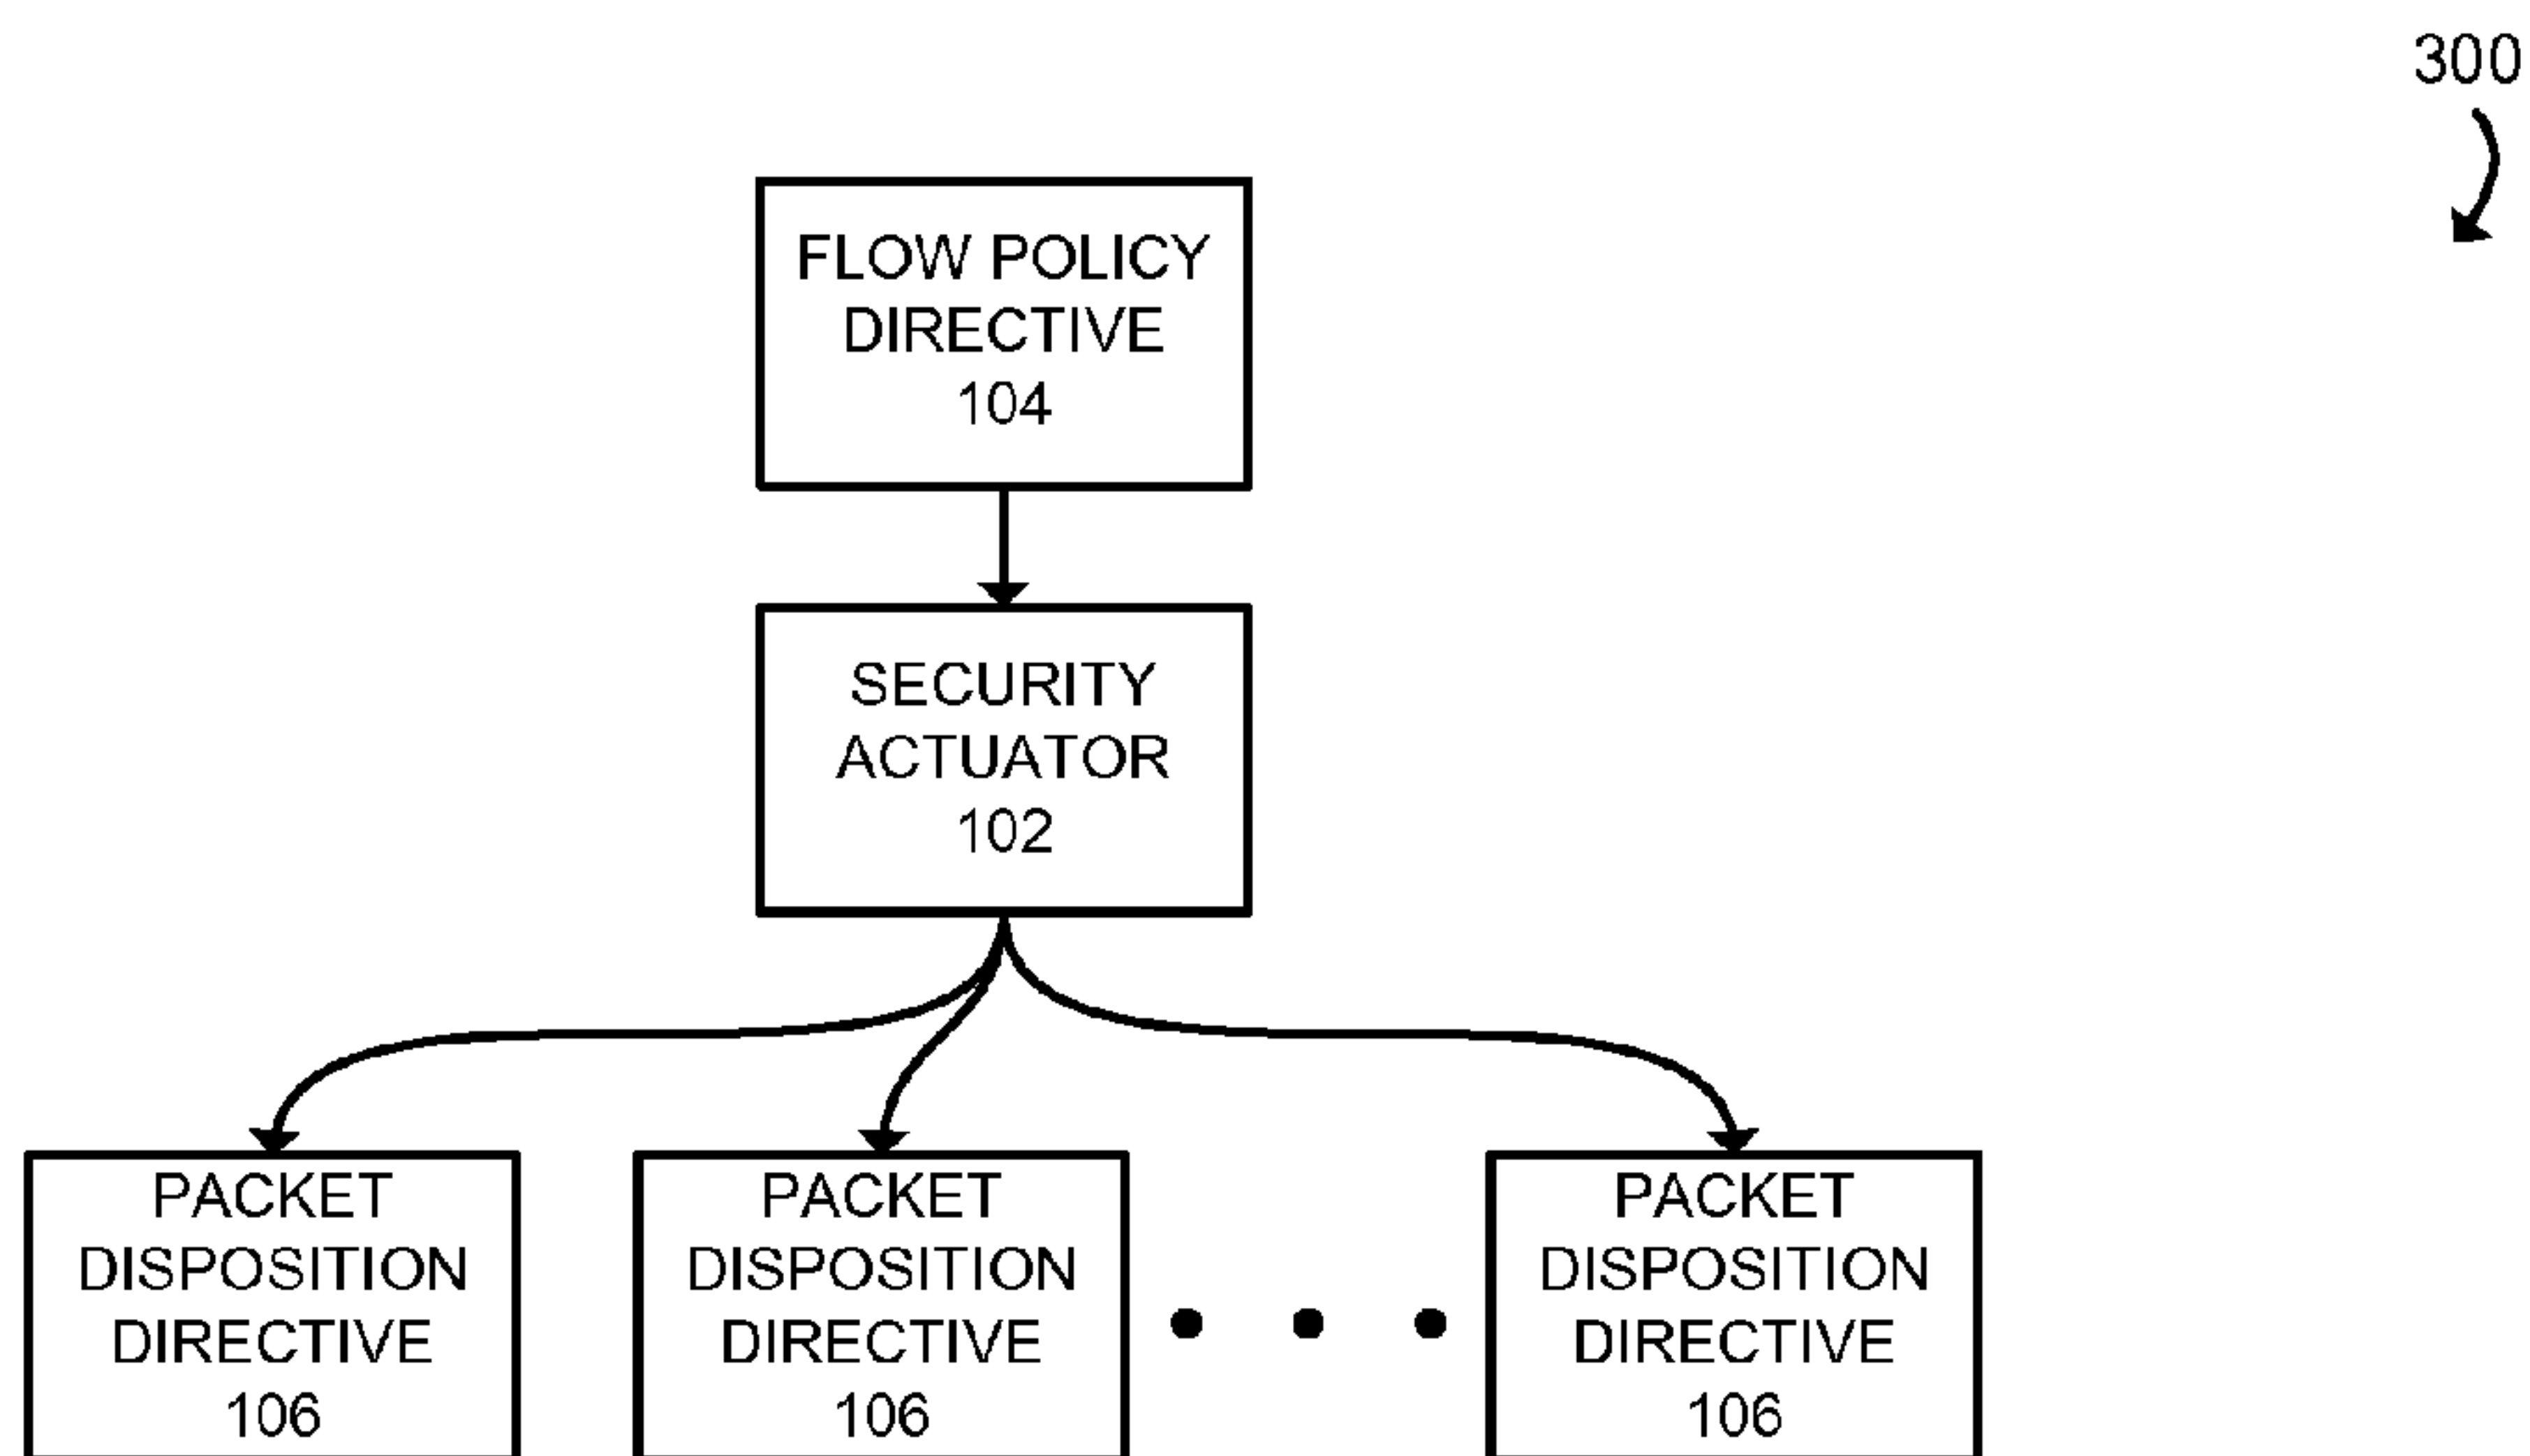 300
FLOW POLICY
DIRECTIVE
104
SECURITY
ACTUATOR
102
PACKET
DISPOSITION
DIRECTIVE
106
PACKET
DISPOSITION
DIRECTIVE
106
PACKET
DISPOSITION
DIRECTIVE
106